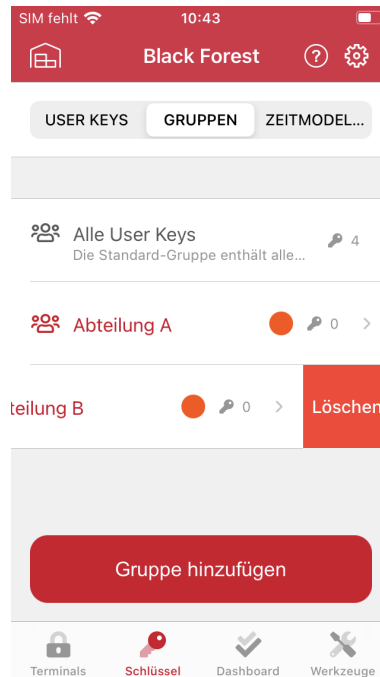 SIM fehlt 10:43
Black Forest ?
USER KEYS GRUPPEN ZEITMODEL...
Alle User Keys
4
Die Standard-Gruppe enthält alle...
Abteilung A 0
teilung B 0 Löschen
Gruppe hinzufügen
Terminals Schlüssel Dashboard Werkzeuge